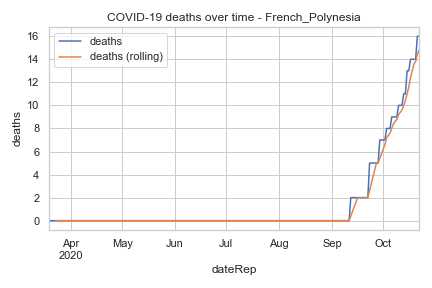 COVID-19 deaths over time - French_Polynesia
deaths
deaths (rolling)
deaths
16
14
12
10
8
6
4
2
0
Apr
2020
May
Jun
Jul
Aug
Sep
Oct
dateRep